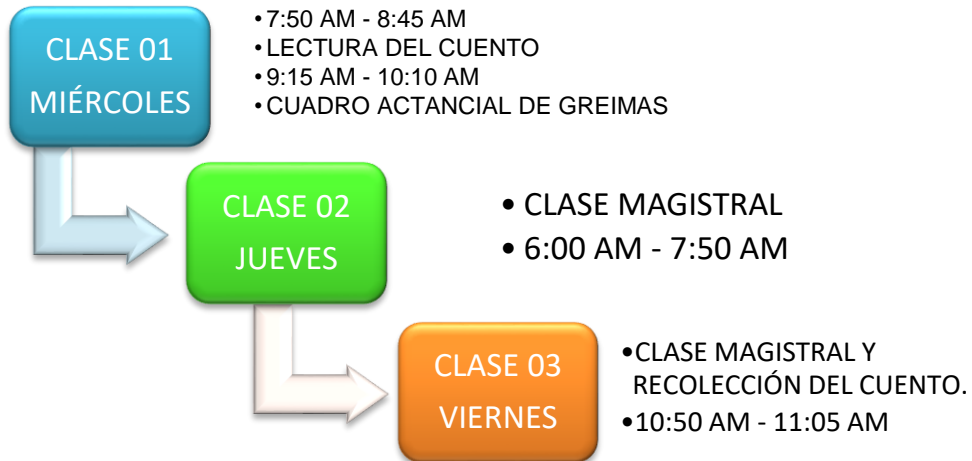 CLASE 01
MIÉRCOLES
•7:50 AM - 8:45 AM
•LECTURA DEL CUENTO
•9:15 AM - 10:10 AM
•CUADRO ACTANCIAL DE GREIMAS
CLASE 02
JUEVES
• CLASE MAGISTRAL
• 6:00 AM - 7:50 AM
CLASE 03
VIERNES
•CLASE MAGISTRAL Y
RECOLECCIÓN DEL CUENTO.
•10:50 AM - 11:05 AM